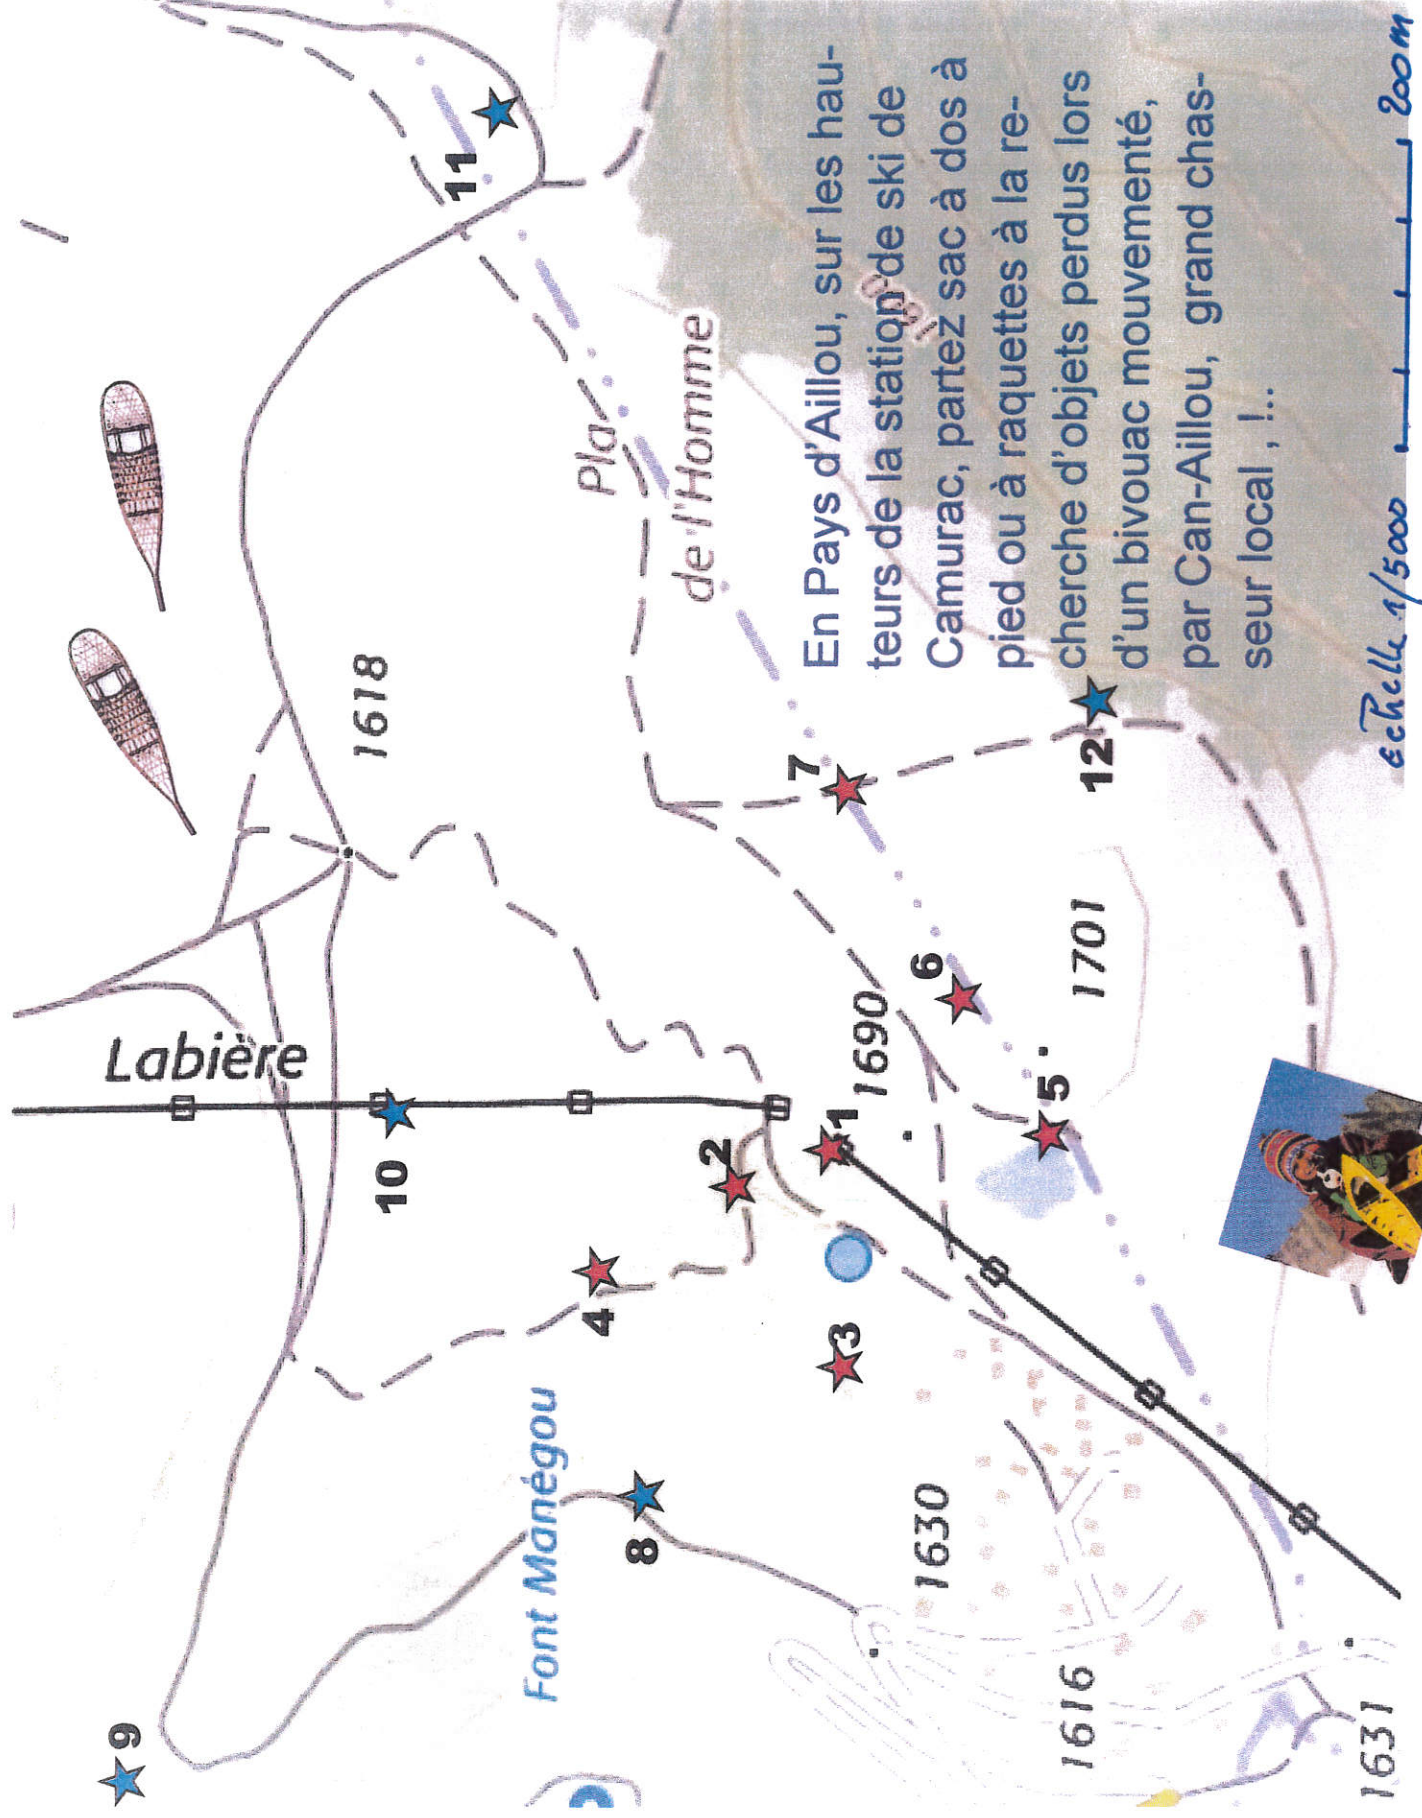 9
Labière
1618
10
11
Font Manégou
Pla
de l'Homme
4
8
2
7
3
1
1690
6
1630
5
1616
1701
12
1631
En Pays d'Aillou, sur les hau-
teurs de la station de ski de
Camurac, partez sac à dos à
pied ou à raquettes à la re-
cherche d'objets perdus lors
d'un bivouac mouvementé,
par Can-Aillou, grand chas-
seur local , !..
Echelle 1/5000 200m